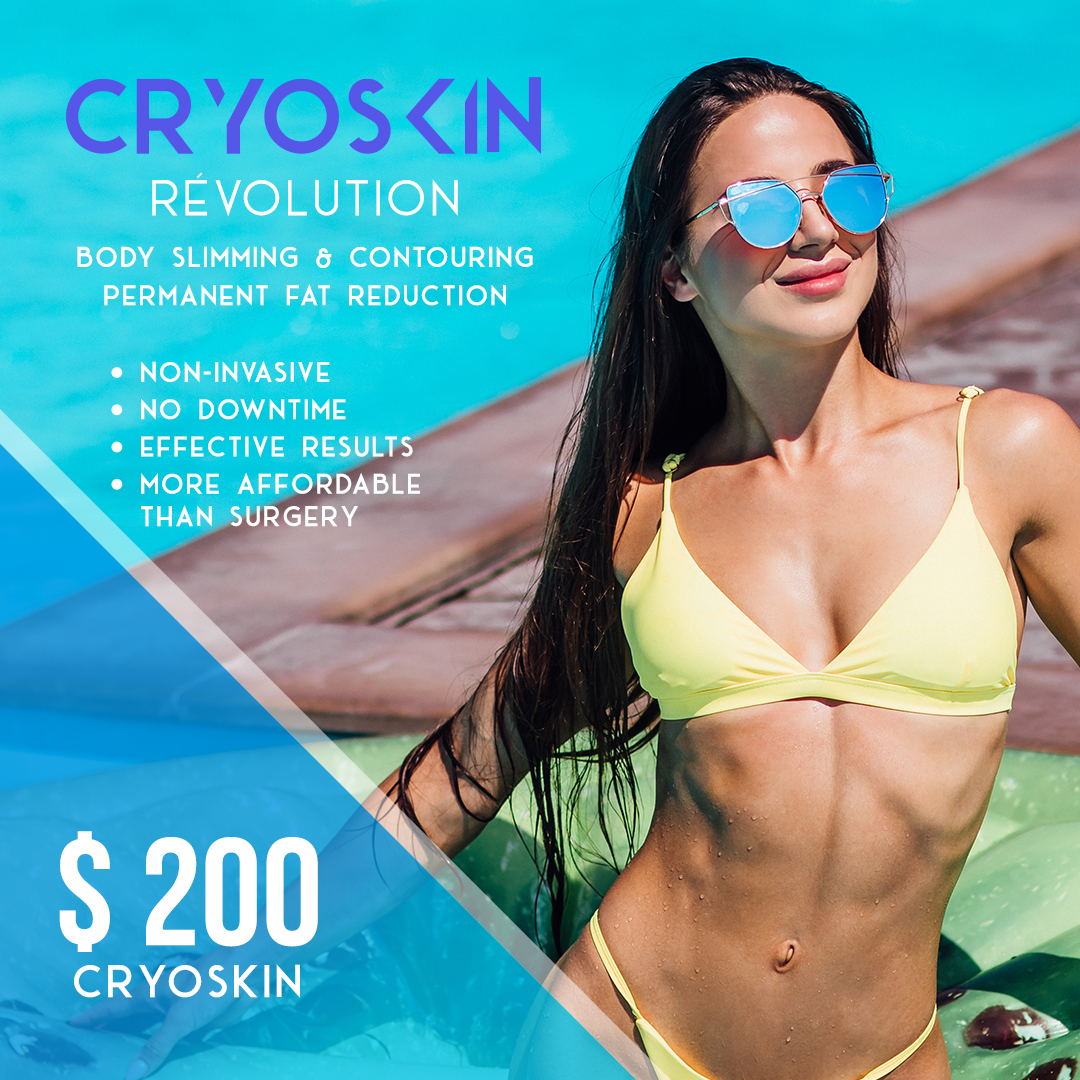 CRYOSKIN
RÉVOLUTION
BODY SLIMMING & CONTOURING
PERMANENT FAT REDUCTION
• NON-INVASIVE
• NO DOWNTIME
• EFFECTIVE RESULTS
• MORE AFFORDABLE
THAN SURGERY
$ 200
CRYOSKIN